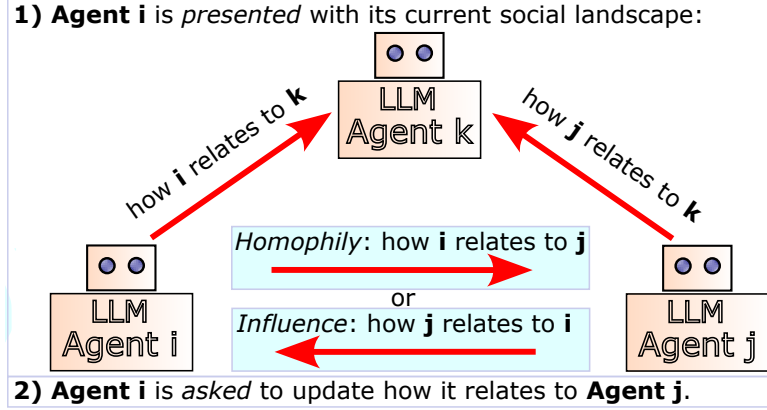 1) Agent i is presented with its current social landscape:
LLM
Agent k
how i relates to k
how j relates to k
Homophily: how i relates to j
or
Influence: how j relates to i
LLM
Agent i
LLM
Agent j
2) Agent i is asked to update how it relates to Agent j.